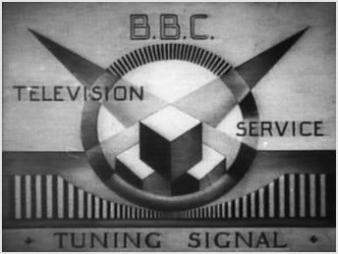 B.B.C.
TELEVISION
SERVICE
TUNING SIGNAL